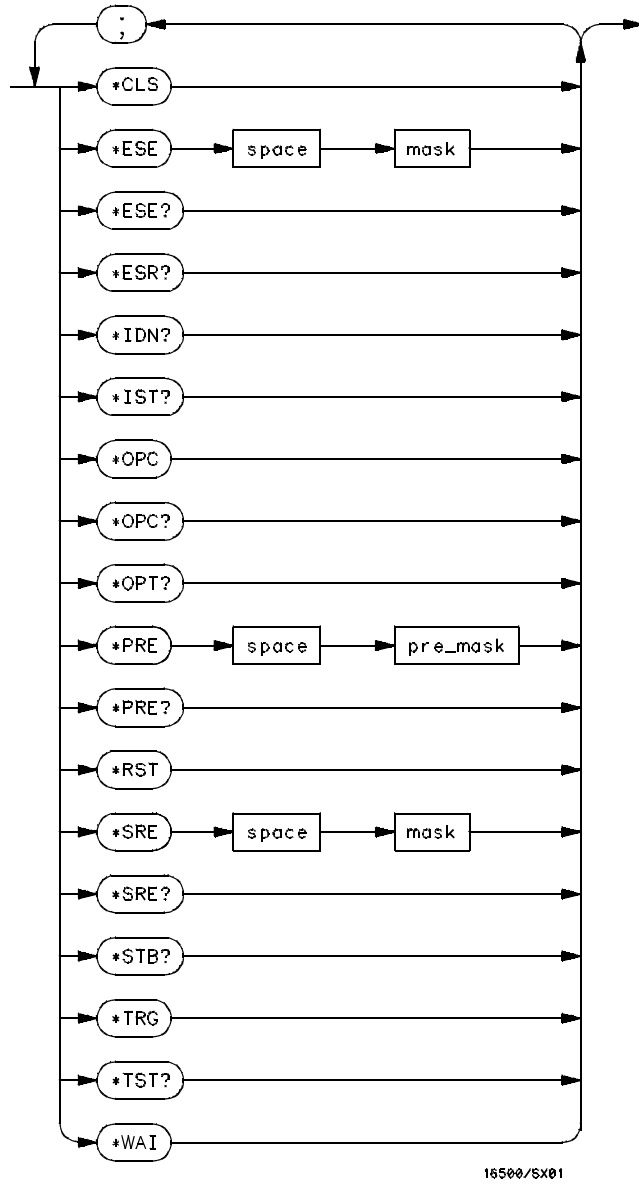 ;
*CLS
*ESE space mask
*ESE?
*ESR?
*IDN?
*IST?
*OPC
*OPC?
*OPT?
*PRE space pre_mask
*PRE?
*RST
*SRE space mask
*SRE?
*STB?
*TRG
*TST?
*WAI
16500/SX01